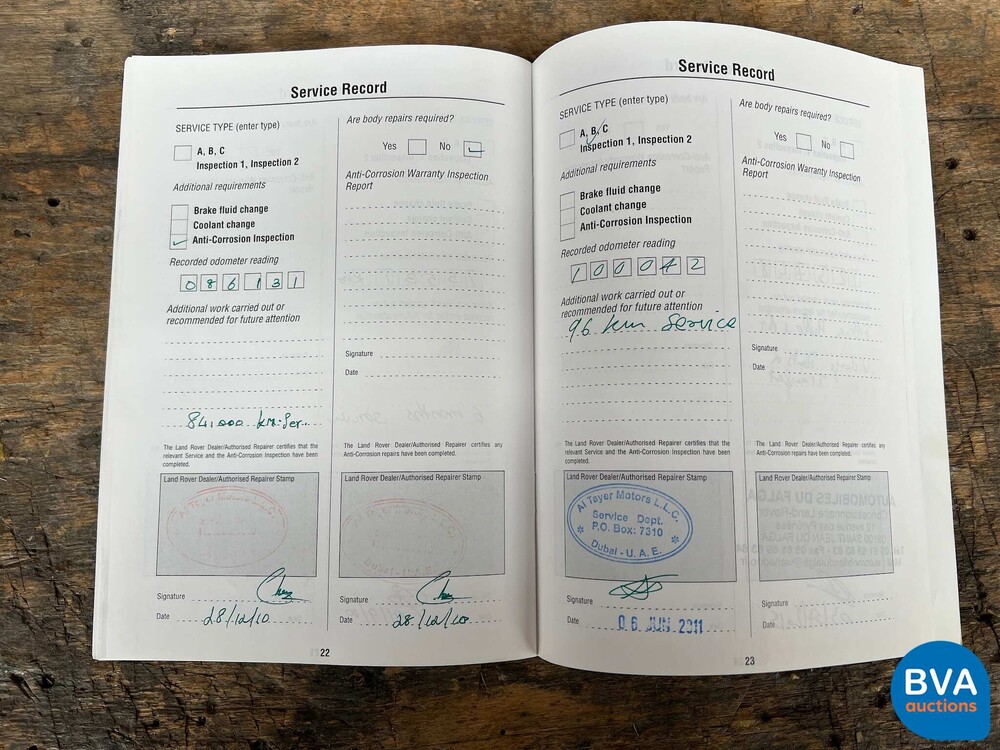 Service Record
SERVICE TYPE (enter type)
A, B, C
Inspection 1, Inspection 2
Additional requirements
Brake fluid change
Coolant change
Anti-Corrosion Inspection
Recorded odometer reading
0 8 6 1 3 1
Additional work carried out or
recommended for future attention
84,000 km. Ser.
The Land Rover Dealer/Authorised Repairer certifies that the
relevant Service and the Anti-Corrosion Inspection have been
completed.
Land Rover Dealer/Authorised Repairer Stamp
Signature
Date 28/12/10
Are body repairs required?
Yes No
Anti-Corrosion Warranty Inspection
Report
Signature
Date
The Land Rover Dealer/Authorised Repairer certifies any
Anti-Corrosion repairs have been completed.
Land Rover Dealer/Authorised Repairer Stamp
Signature
Date 28/12/10
22
Service Record
SERVICE TYPE (enter type)
A, B, C
Inspection 1, Inspection 2
Additional requirements
Brake fluid change
Coolant change
Anti-Corrosion Inspection
Recorded odometer reading
1 0 0 0 4 2
Additional work carried out or
recommended for future attention
96 km Service
The Land Rover Dealer/Authorised Repairer certifies that the
relevant Service and the Anti-Corrosion Inspection have been
completed.
Land Rover Dealer/Authorised Repairer Stamp
Al Tayer Motors L.L.C.
Service Dept.
P.O. Box: 7310
Dubai - U.A.E.
Signature
Date 06 JUN 2011
Are body repairs required?
Yes No
Anti-Corrosion Warranty Inspection
Report
Signature
Date
The Land Rover Dealer/Authorised Repairer certifies any
Anti-Corrosion repairs have been completed.
Land Rover Dealer/Authorised Repairer Stamp
Signature
Date
23
BVA
auctions